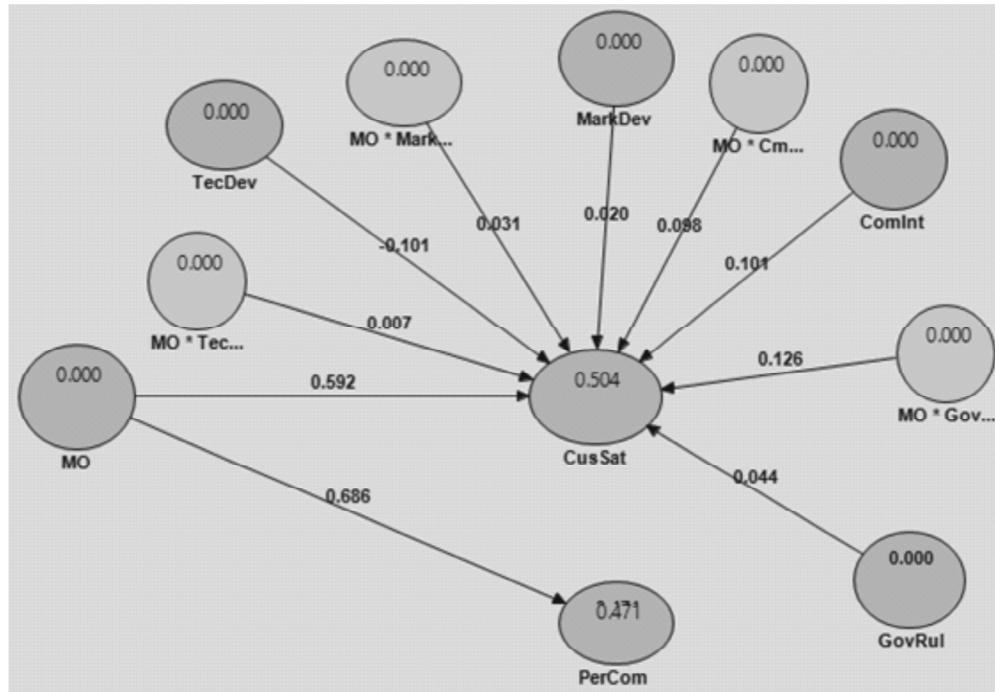 0.000
MarkDev
0.000
MO * Mark...
0.000
MO * Cm...
0.000
TecDev
0.000
ComInt
0.031
0.020
0.098
-0.101
0.101
0.000
MO * Tec...
0.007
0.000
MO * Gov...
0.126
0.000
MO
0.592
0.504
CusSat
0.686
0.044
0.000
GovRul
0.471
PerCom